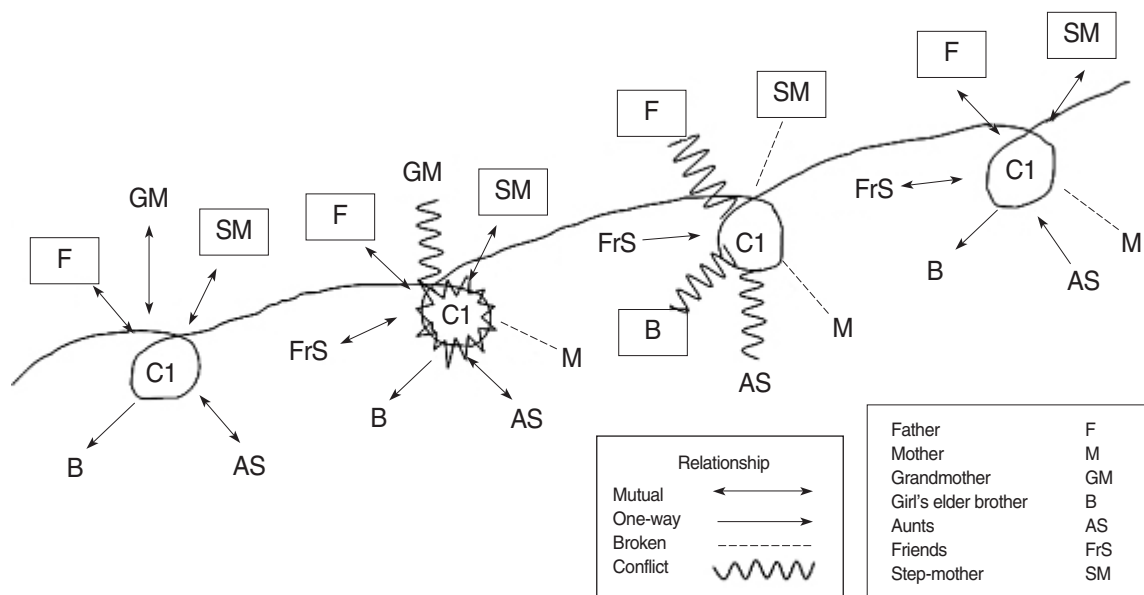 GM
SM
F
C1
B
AS
GM
SM
F
FrS
C1
M
B
AS
SM
F
FrS
C1
B
M
AS
SM
F
FrS
C1
M
B
AS
Relationship
Mutual
One-way
Broken
Conflict
Father F
Mother M
Grandmother GM
Girl's elder brother B
Aunts AS
Friends FrS
Step-mother SM